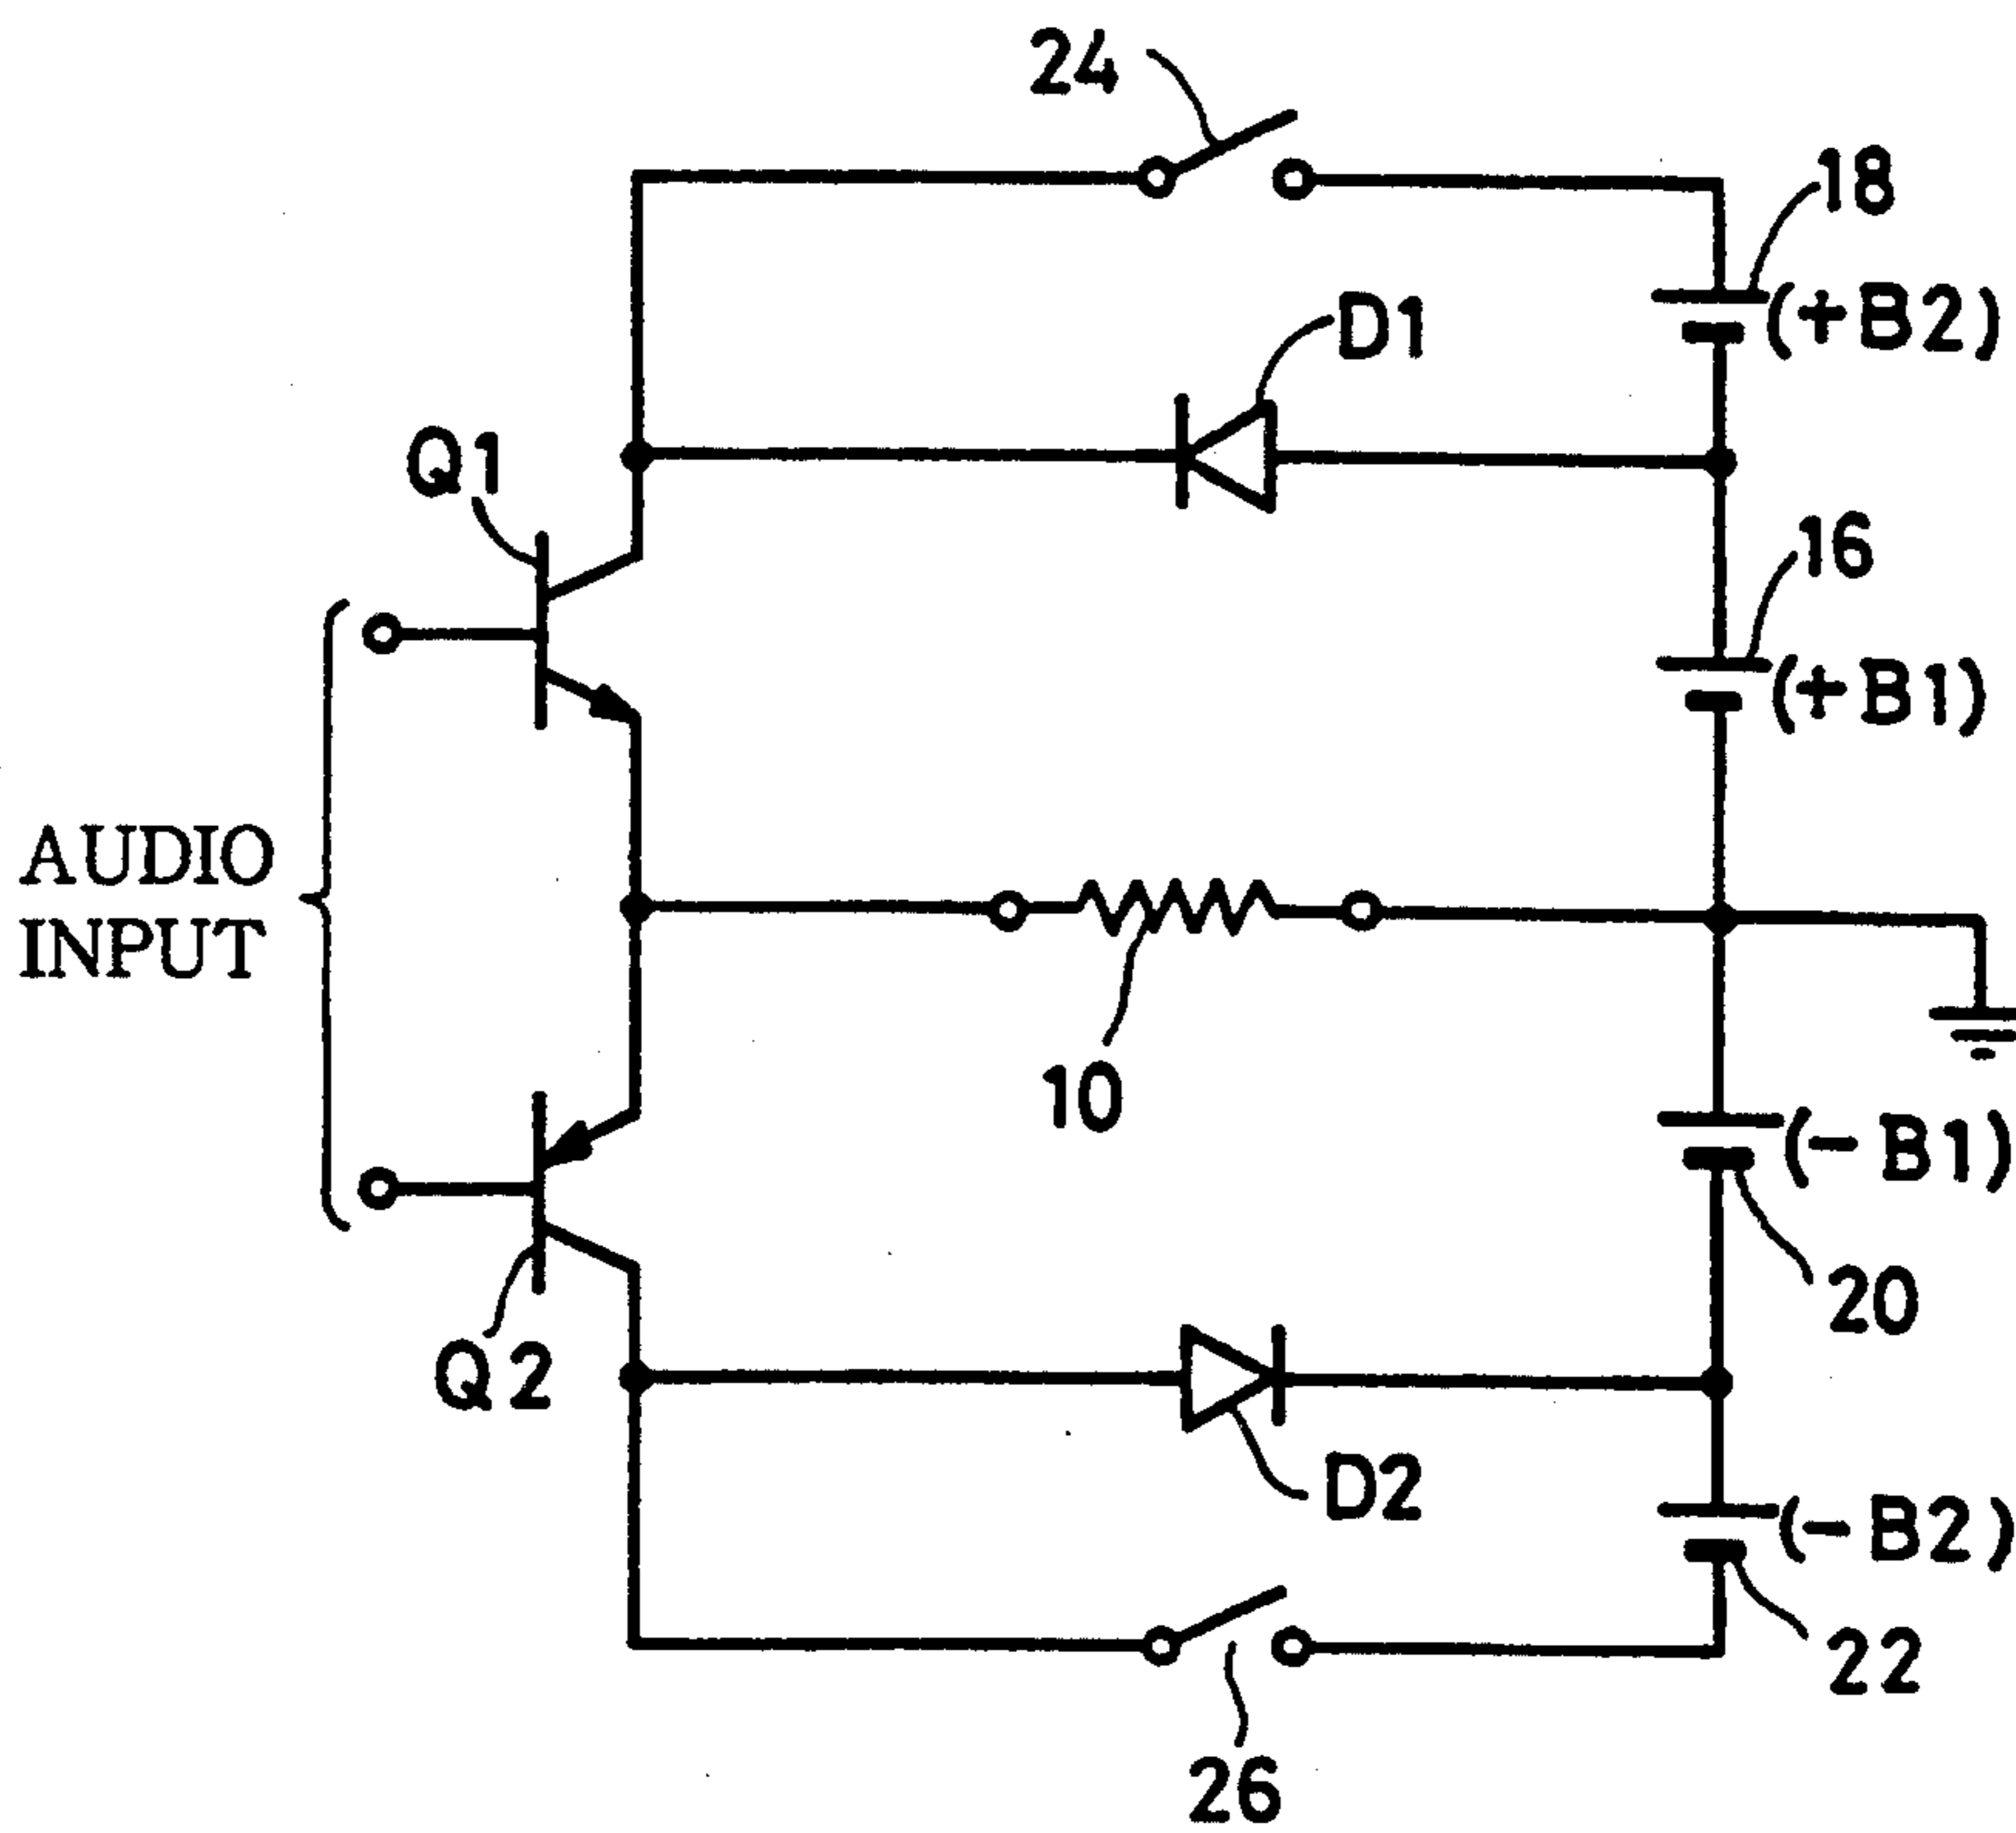 24
18
(+B2)
D1
Q1
16
(+B1)
AUDIO
INPUT
10
(-B1)
20
Q2
D2
(-B2)
22
26